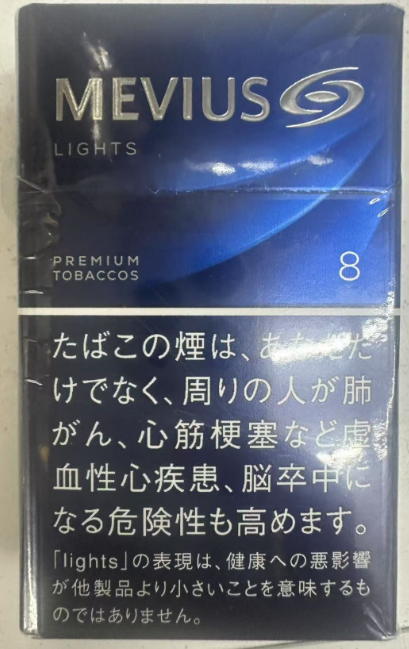 MEVIUS
LIGHTS
PREMIUM
TOBACCOS
8
たばこの煙は、あなただ
けでなく、周りの人が肺
がん、心筋梗塞など虚
血性心疾患、脳卒中に
なる危険性も高めます。
「lights」の表現は、健康への悪影響
が他製品より小さいことを意味するも
のではありません。